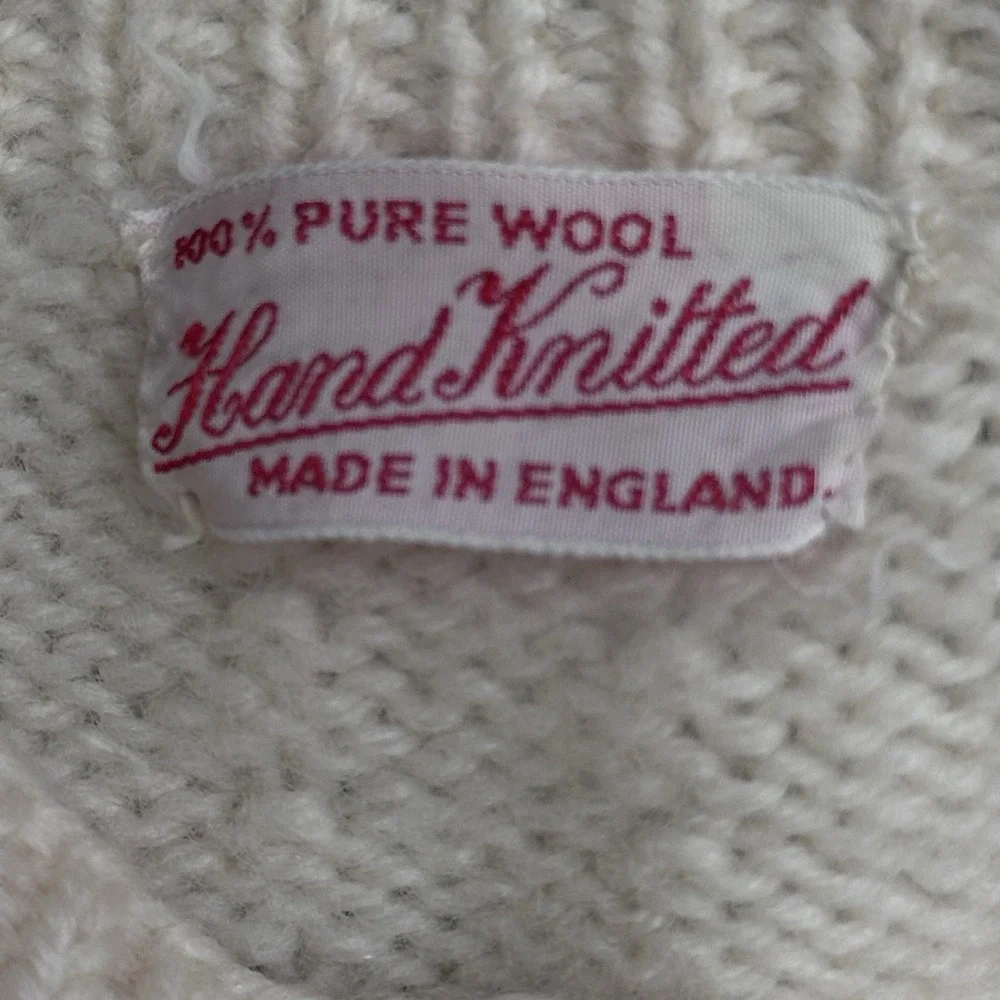 100% PURE WOOL
Hand Knitted
MADE IN ENGLAND.